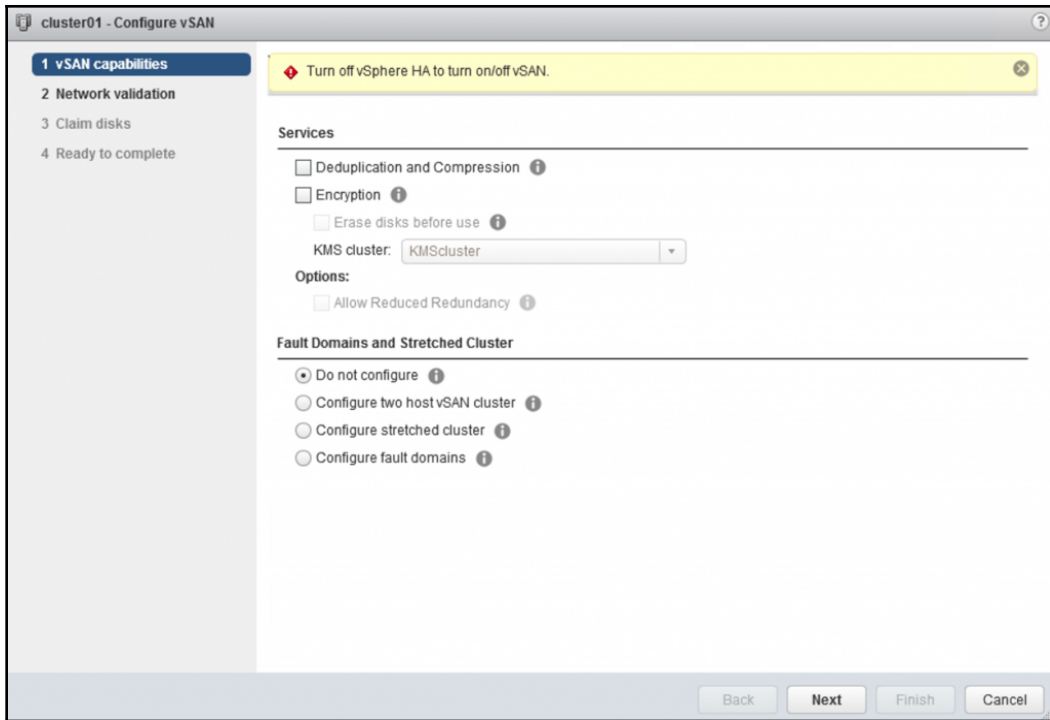 cluster01 - Configure vSAN
1 vSAN capabilities
2 Network validation
3 Claim disks
4 Ready to complete
Turn off vSphere HA to turn on/off vSAN.
Services
Deduplication and Compression
Encryption
Erase disks before use
KMS cluster: KMScluster
Options:
Allow Reduced Redundancy
Fault Domains and Stretched Cluster
Do not configure
Configure two host vSAN cluster
Configure stretched cluster
Configure fault domains
Back Next Finish Cancel